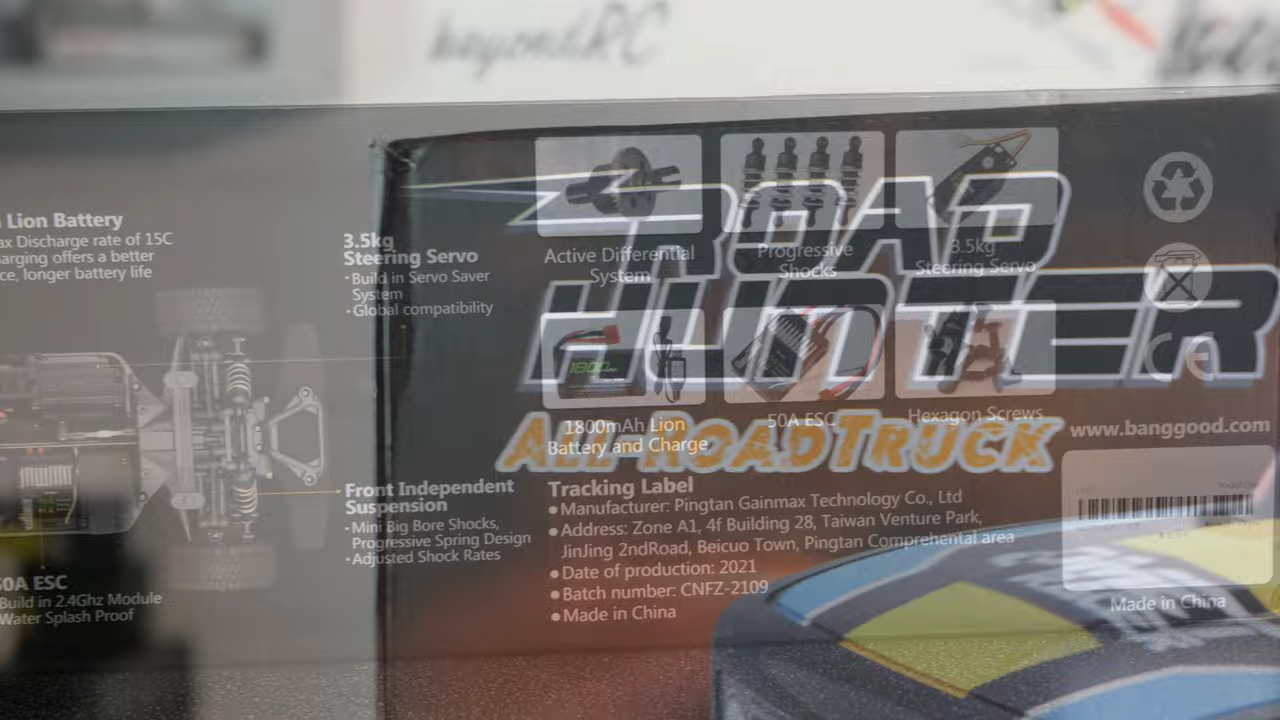 beyondRC
Lion Battery
Discharge rate of 15C
offers a better
longer battery life
3.5kg
Steering Servo
·Build in Servo Saver
System
·Global compatibility
Front Independent
Suspension
·Mini Big Bore Shocks,
Progressive Spring Design
·Adjusted Shock Rates
50A ESC
Build in 2.4Ghz Module
Water Splash Proof
ROAD
HUNTER
ALL-ROAD TRUCK
Active Differential
System
Progressive
Shocks
3.5kg
Steering Servo
1800
1800mAh Lion
Battery and Charge
50A ESC
Hexagon Screws
CE
www.banggood.com
Tracking Label
●Manufacturer: Pingtan Gainmax Technology Co., Ltd
●Address: Zone A1, 4f Building 28, Taiwan Venture Park,
JinJing 2ndRoad, Beicuo Town, Pingtan Comprehental area
●Date of production: 2021
●Batch number: CNFZ-2109
●Made in China
Made in China